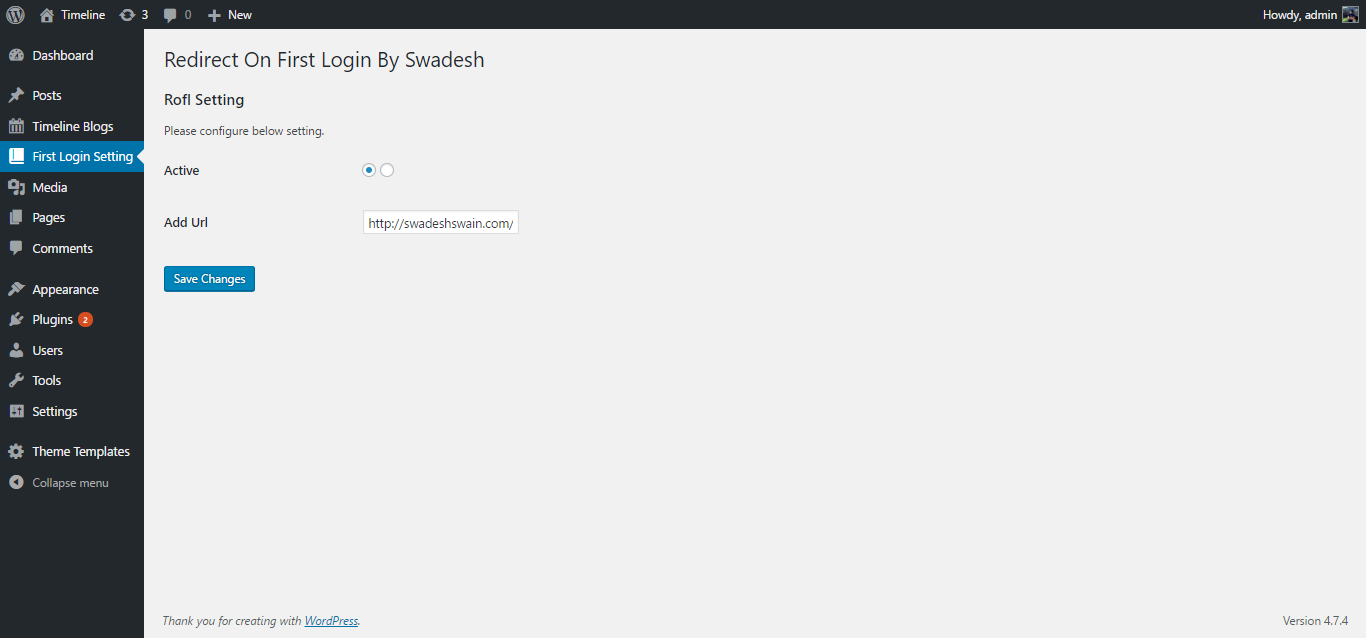 Timeline 3 0 New Howdy, admin
Dashboard
Posts
Timeline Blogs
First Login Setting
Media
Pages
Comments
Appearance
Plugins 2
Users
Tools
Settings
Theme Templates
Collapse menu
Redirect On First Login By Swadesh
Rofl Setting
Please configure below setting.
Active
Add Url http://swadeshswain.com/
Save Changes
Thank you for creating with WordPress. Version 4.7.4